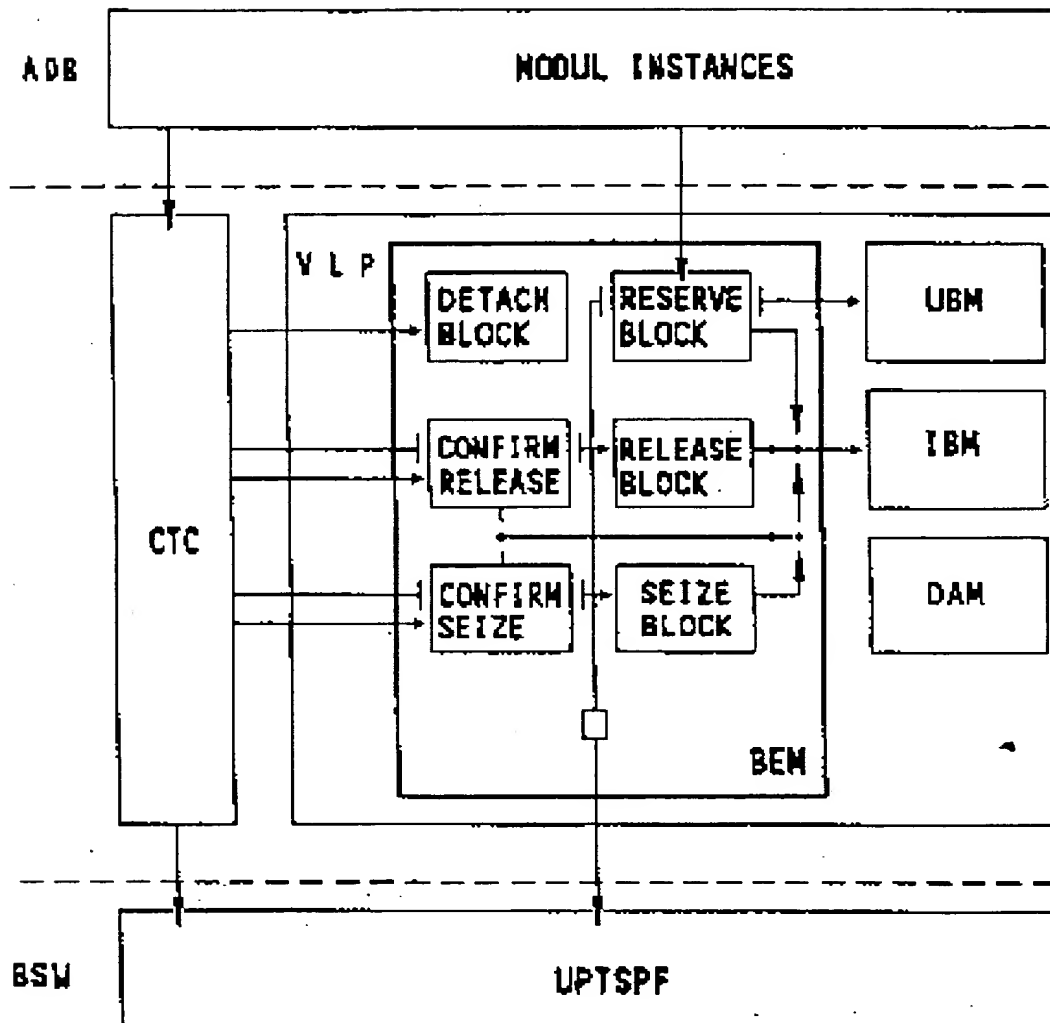 ADB
MODUL INSTANCES
V L P
DETACH
BLOCK
RESERVE
BLOCK
UBM
CONFIRM
RELEASE
RELEASE
BLOCK
IBM
CTC
CONFIRM
SEIZE
SEIZE
BLOCK
DAM
BEM
BSW
UPTSPF